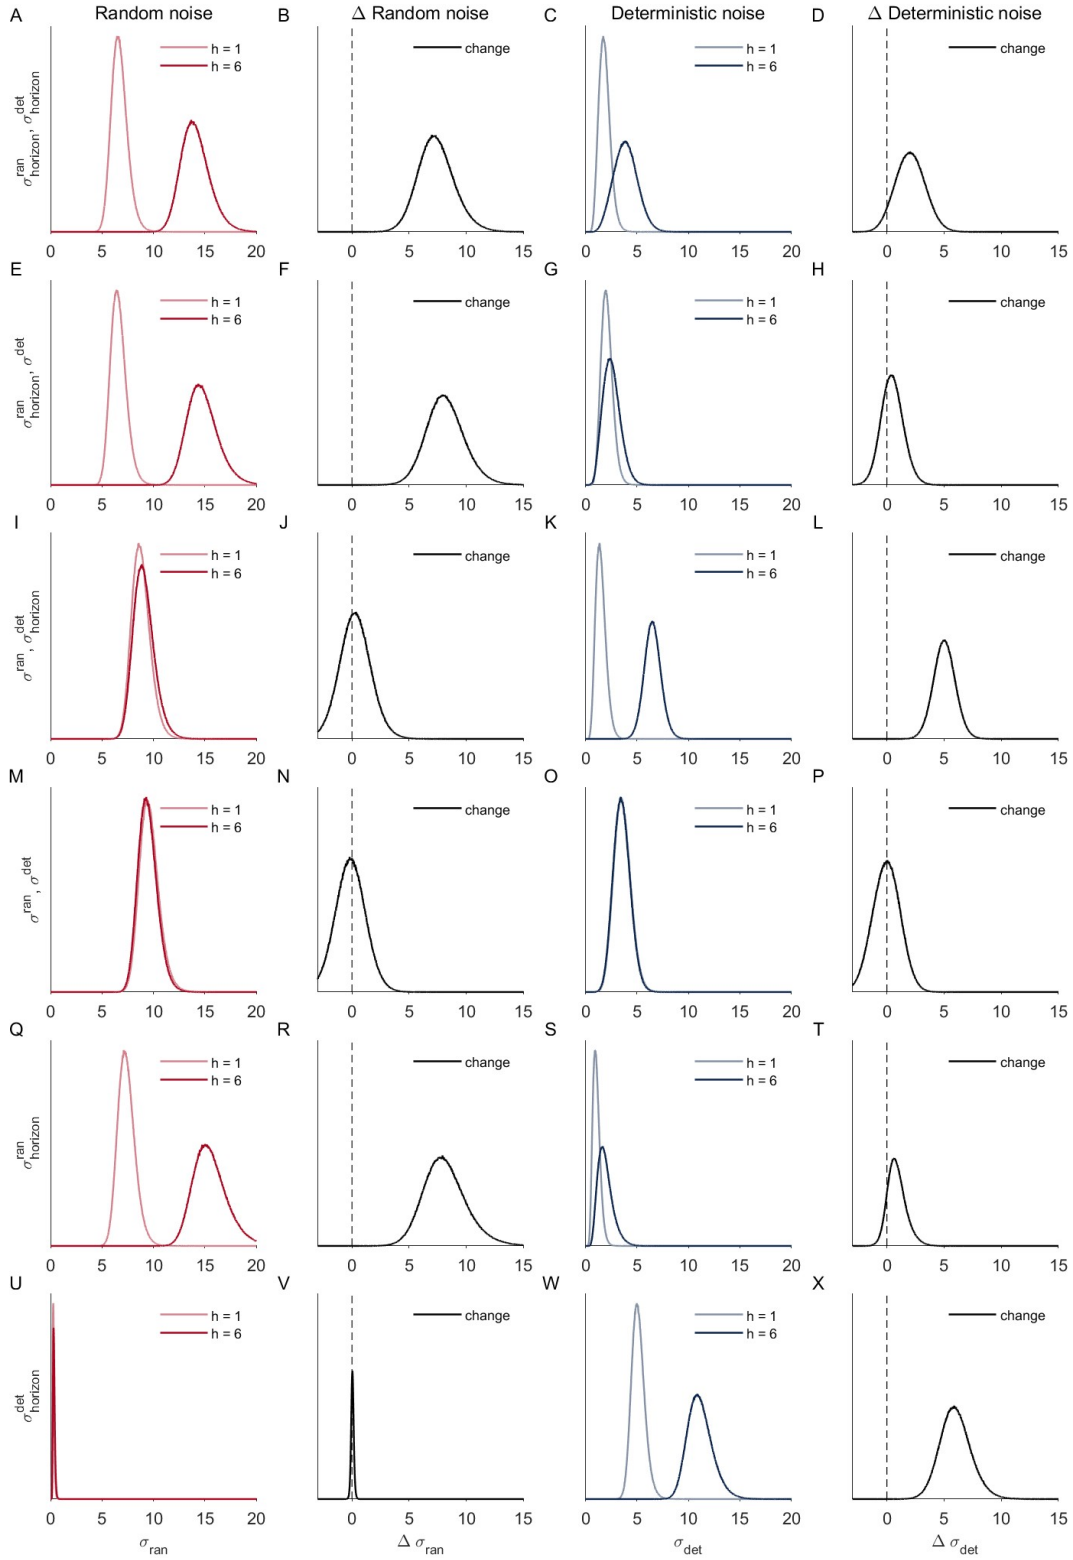 A Random noise B Δ Random noise C Deterministic noise D Δ Deterministic noise
h = 1 change h = 1 change
h = 6 h = 6
σ^ran_horizon, σ^det_horizon
0 5 10 15 20 0 5 10 15 0 5 10 15 20 0 5 10 15
E F G H
h = 1 change h = 1 change
h = 6 h = 6
σ^ran_horizon, σ^det
0 5 10 15 20 0 5 10 15 0 5 10 15 20 0 5 10 15
I J K L
h = 1 change h = 1 change
h = 6 h = 6
σ^ran, σ^det_horizon
0 5 10 15 20 0 5 10 15 0 5 10 15 20 0 5 10 15
M N O P
h = 1 change h = 1 change
h = 6 h = 6
σ^ran, σ^det
0 5 10 15 20 0 5 10 15 0 5 10 15 20 0 5 10 15
Q R S T
h = 1 change h = 1 change
h = 6 h = 6
σ^ran_horizon
0 5 10 15 20 0 5 10 15 0 5 10 15 20 0 5 10 15
U V W X
h = 1 change h = 1 change
h = 6 h = 6
σ^det_horizon
0 5 10 15 20 0 5 10 15 0 5 10 15 20 0 5 10 15
σ_ran Δ σ_ran σ_det Δ σ_det